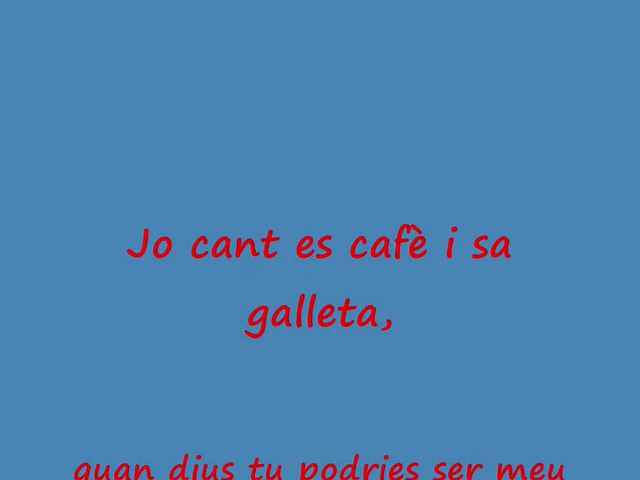 Jo cant es cafè i sa
galleta,
quan dius tu podries ser meu